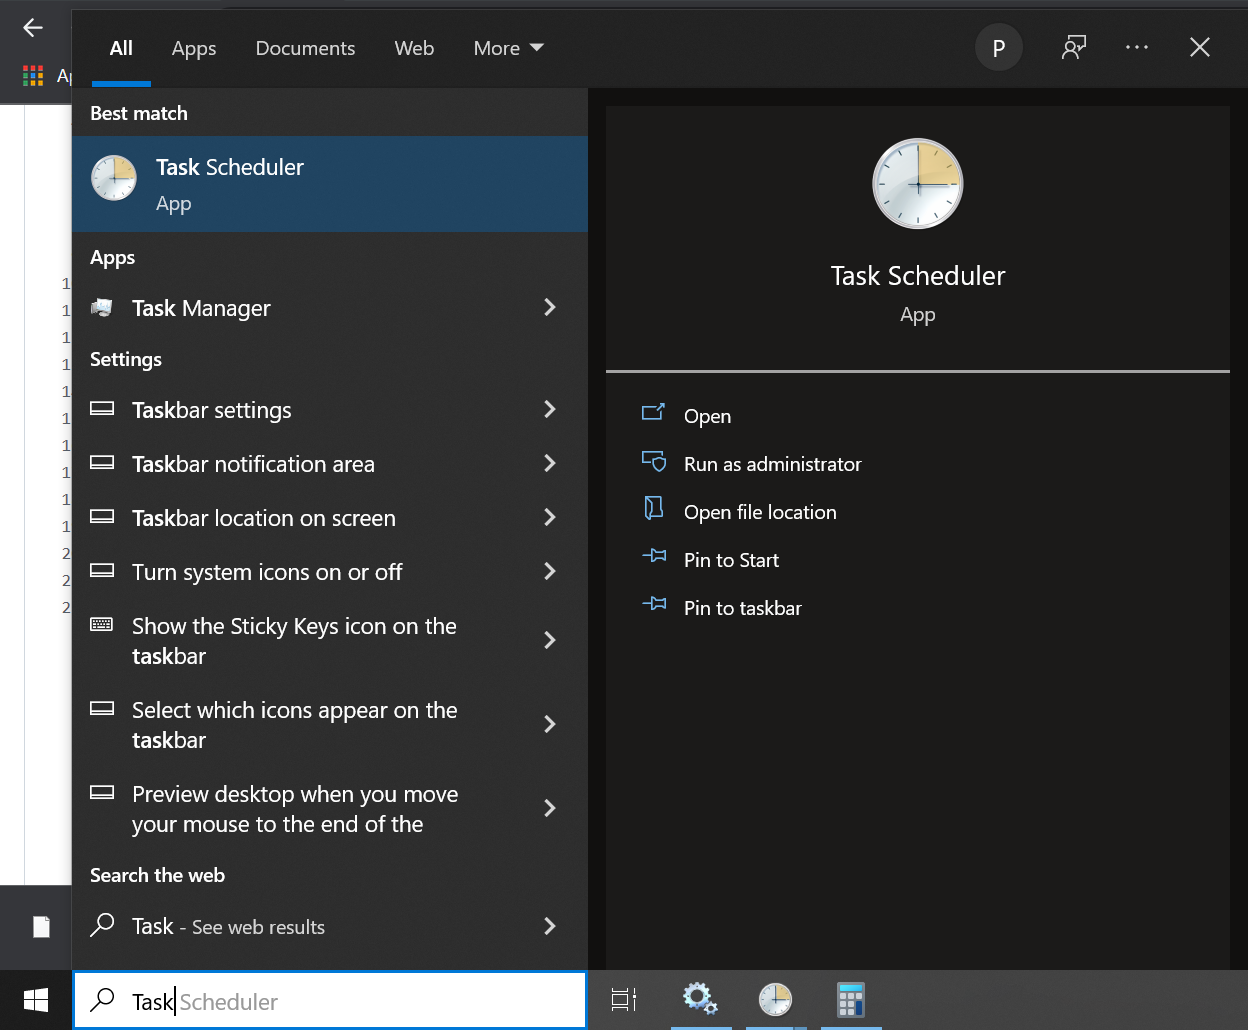 All Apps Documents Web More P
Ap
Best match
Task Scheduler
App
Apps
Task Manager
Settings
Taskbar settings
Taskbar notification area
Taskbar location on screen
Turn system icons on or off
Show the Sticky Keys icon on the
taskbar
Select which icons appear on the
taskbar
Preview desktop when you move
your mouse to the end of the
Search the web
Task - See web results
Task Scheduler
Task Scheduler
App
Open
Run as administrator
Open file location
Pin to Start
Pin to taskbar
1
1
1
1
1
1
1
1
1
1
2
2
2